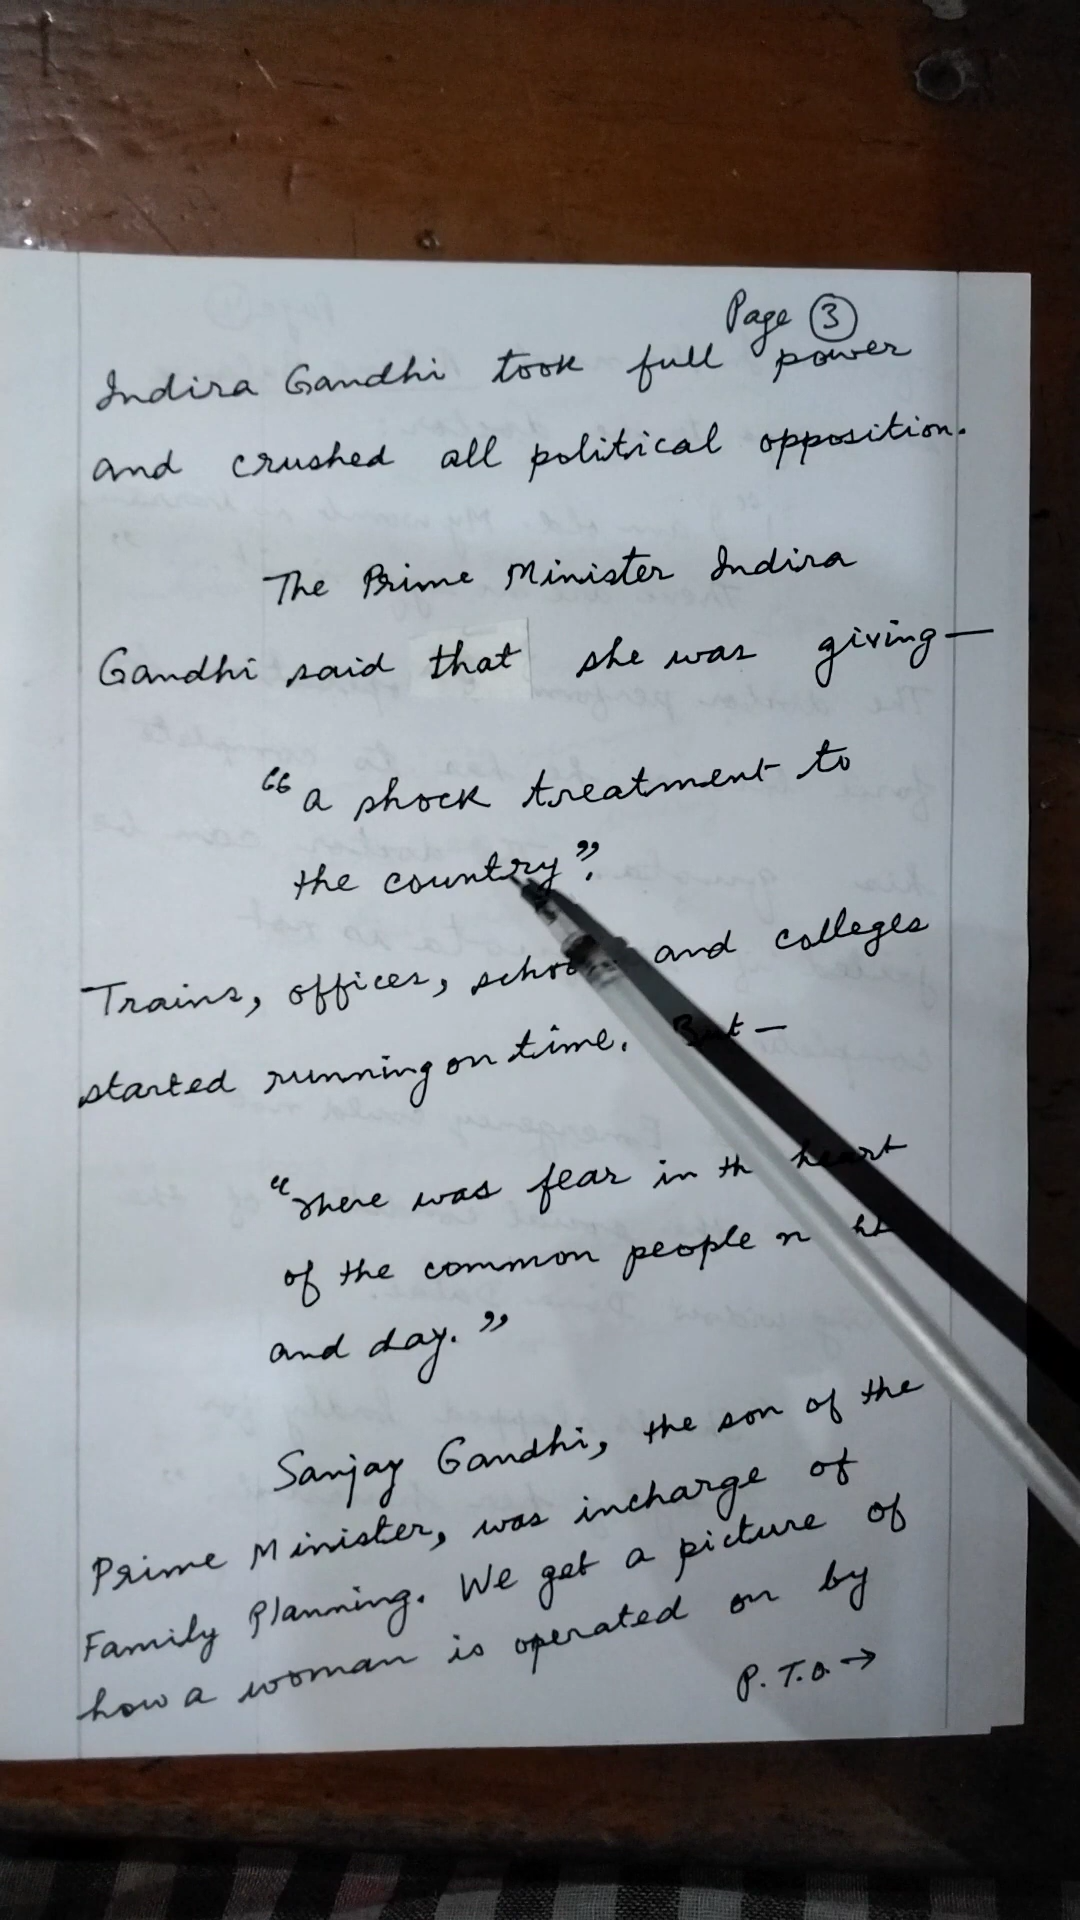 Page 3
Indira Gandhi took full power
and crushed all political opposition.
The Prime Minister Indira
Gandhi said that she was giving—
"a shock treatment to
the country".
Trains, offices, and colleges
started running on time. But—
"There was fear in heart
of the common people
and day."
Sanjay Gandhi, the son of the
Prime Minister, was incharge of
Family Planning. We get a picture of
how a woman is operated on by
P.T.O→